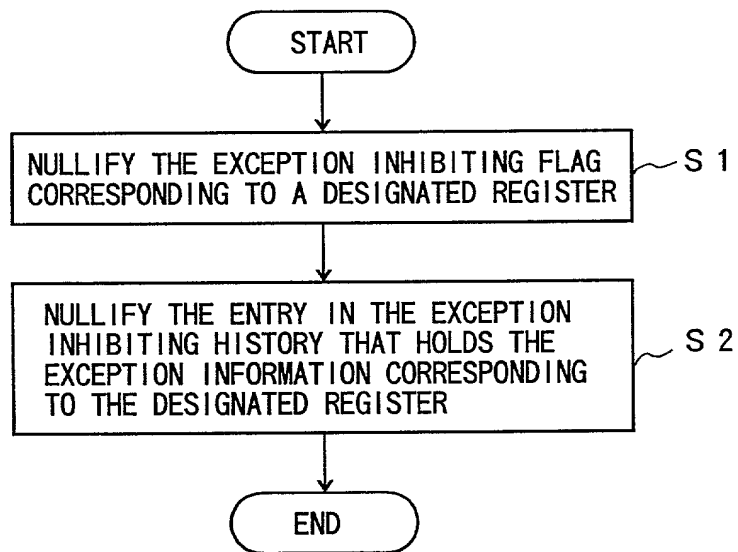 START
NULLIFY THE EXCEPTION INHIBITING FLAG
CORRESPONDING TO A DESIGNATED REGISTER
S 1
NULLIFY THE ENTRY IN THE EXCEPTION
INHIBITING HISTORY THAT HOLDS THE
EXCEPTION INFORMATION CORRESPONDING
TO THE DESIGNATED REGISTER
S 2
END